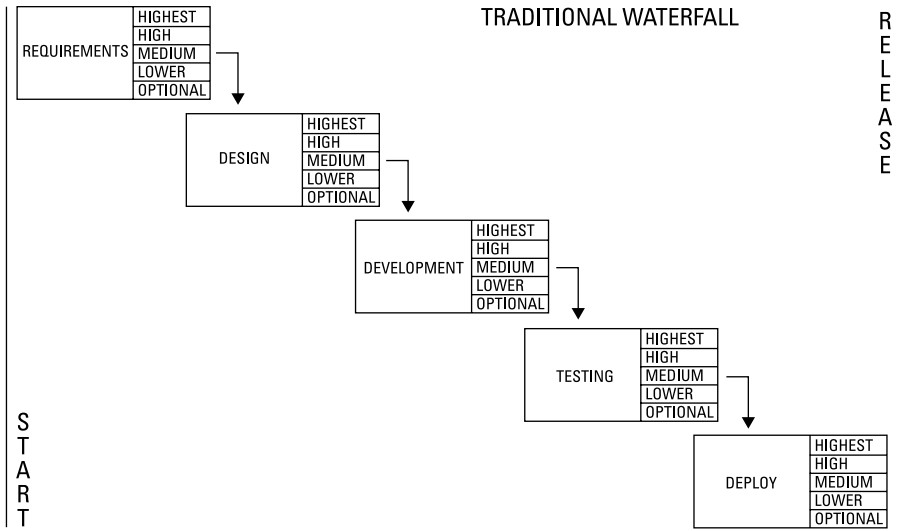 TRADITIONAL WATERFALL
REQUIREMENTS
HIGHEST
HIGH
MEDIUM
LOWER
OPTIONAL
DESIGN
HIGHEST
HIGH
MEDIUM
LOWER
OPTIONAL
DEVELOPMENT
HIGHEST
HIGH
MEDIUM
LOWER
OPTIONAL
TESTING
HIGHEST
HIGH
MEDIUM
LOWER
OPTIONAL
DEPLOY
HIGHEST
HIGH
MEDIUM
LOWER
OPTIONAL
START
RELEASE